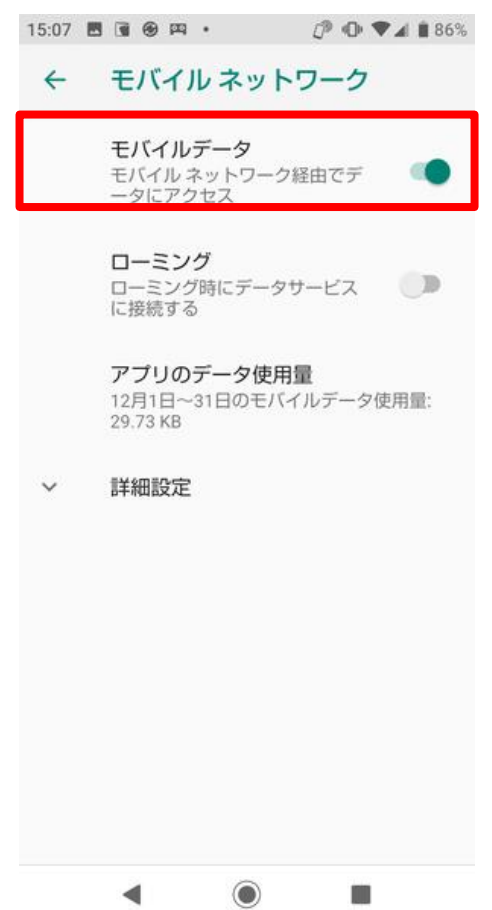 15:07 86%
モバイル ネットワーク
モバイルデータ
モバイル ネットワーク経由でデ
ータにアクセス
ローミング
ローミング時にデータサービス
に接続する
アプリのデータ使用量
12月1日～31日のモバイルデータ使用量:
29.73 KB
詳細設定